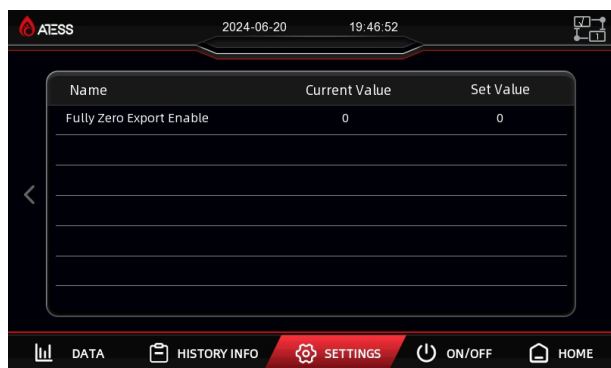 ATESS 2024-06-20 19:46:52
1
Name Current Value Set Value
Fully Zero Export Enable 0 0
DATA HISTORY INFO SETTINGS ON/OFF HOME